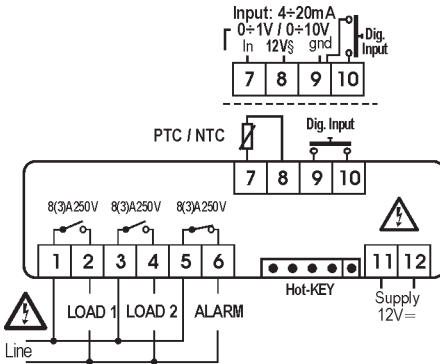 Input: 4÷20mA
0÷1V / 0÷10V
In 12V§ gnd
Dig.
Input
7 8 9 10
PTC / NTC
Dig. Input
7 8 9 10
8(3)A250V 8(3)A250V 8(3)A250V
1 2 3 4 5 6
11 12
Hot-KEY
LOAD 1 LOAD 2 ALARM
Supply
12V=
Line